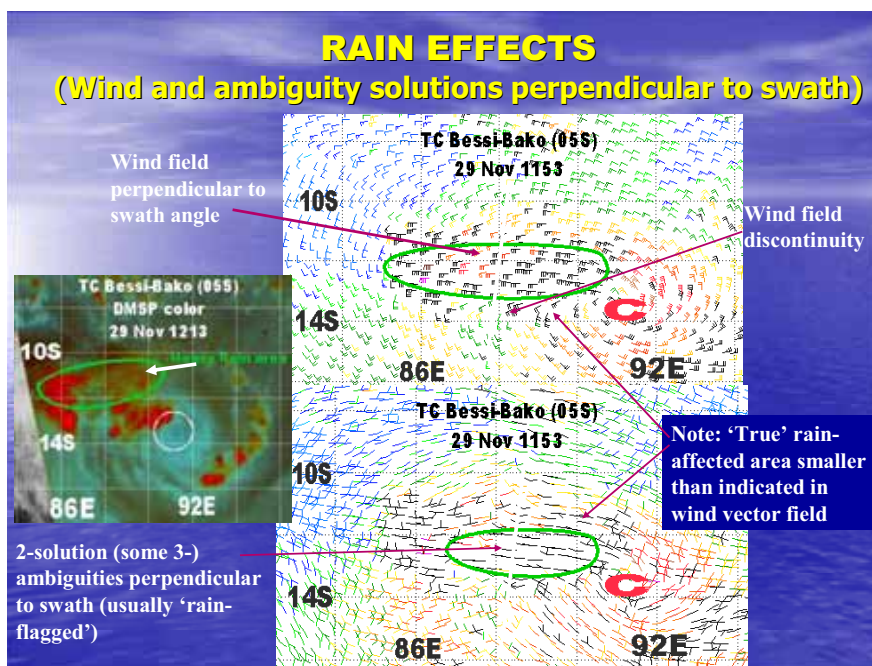 RAIN EFFECTS
(Wind and ambiguity solutions perpendicular to swath)
Wind field
perpendicular to
swath angle
TC Bessi-Bako (05S)
29 Nov 1153
10S
14S
86E
92E
C
Wind field
discontinuity
TC Bessi-Bako (05S)
DMSP color
29 Nov 1213
10S
Heavy Rain area
14S
86E
92E
TC Bessi-Bako (05S)
29 Nov 1153
10S
14S
86E
92E
C
Note: ‘True’ rain-
affected area smaller
than indicated in
wind vector field
2-solution (some 3-)
ambiguities perpendicular
to swath (usually ‘rain-
flagged’)